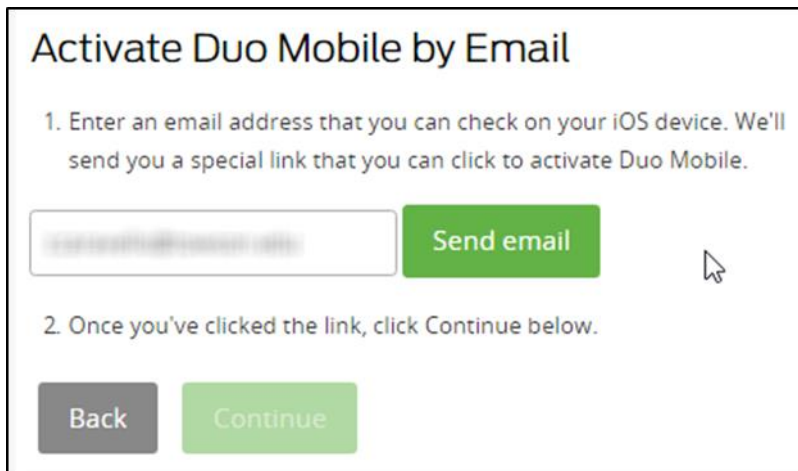 Activate Duo Mobile by Email
1. Enter an email address that you can check on your iOS device. We'll
send you a special link that you can click to activate Duo Mobile.
Send email
2. Once you've clicked the link, click Continue below.
Back Continue